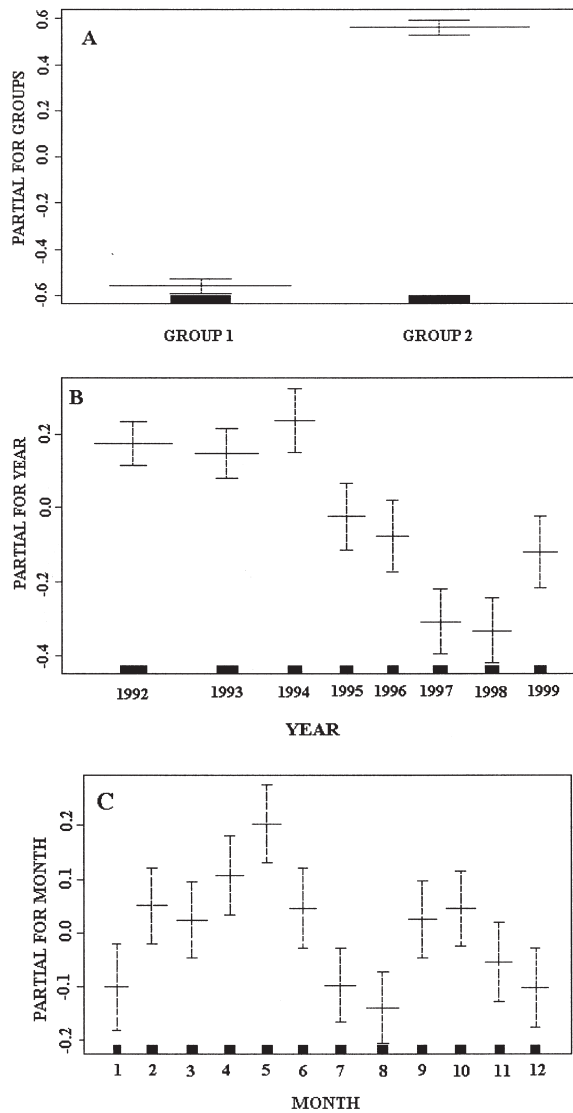 A
PARTIAL FOR GROUPS
0.6
0.4
0.2
0.0
-0.2
-0.4
-0.6
GROUP 1 GROUP 2
B
PARTIAL FOR YEAR
0.2
0.0
-0.2
-0.4
1992 1993 1994 1995 1996 1997 1998 1999
YEAR
C
PARTIAL FOR MONTH
0.2
0.1
0.0
-0.1
-0.2
1 2 3 4 5 6 7 8 9 10 11 12
MONTH